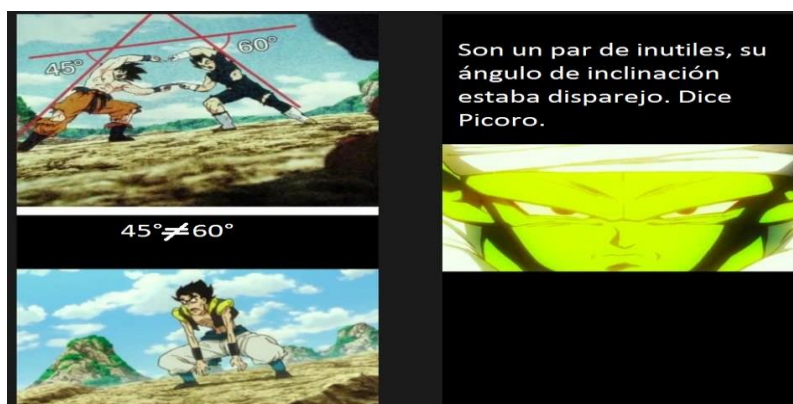 45°
60°
45°≠60°
Son un par de inutiles, su
ángulo de inclinación
estaba disparejo. Dice
Picoro.